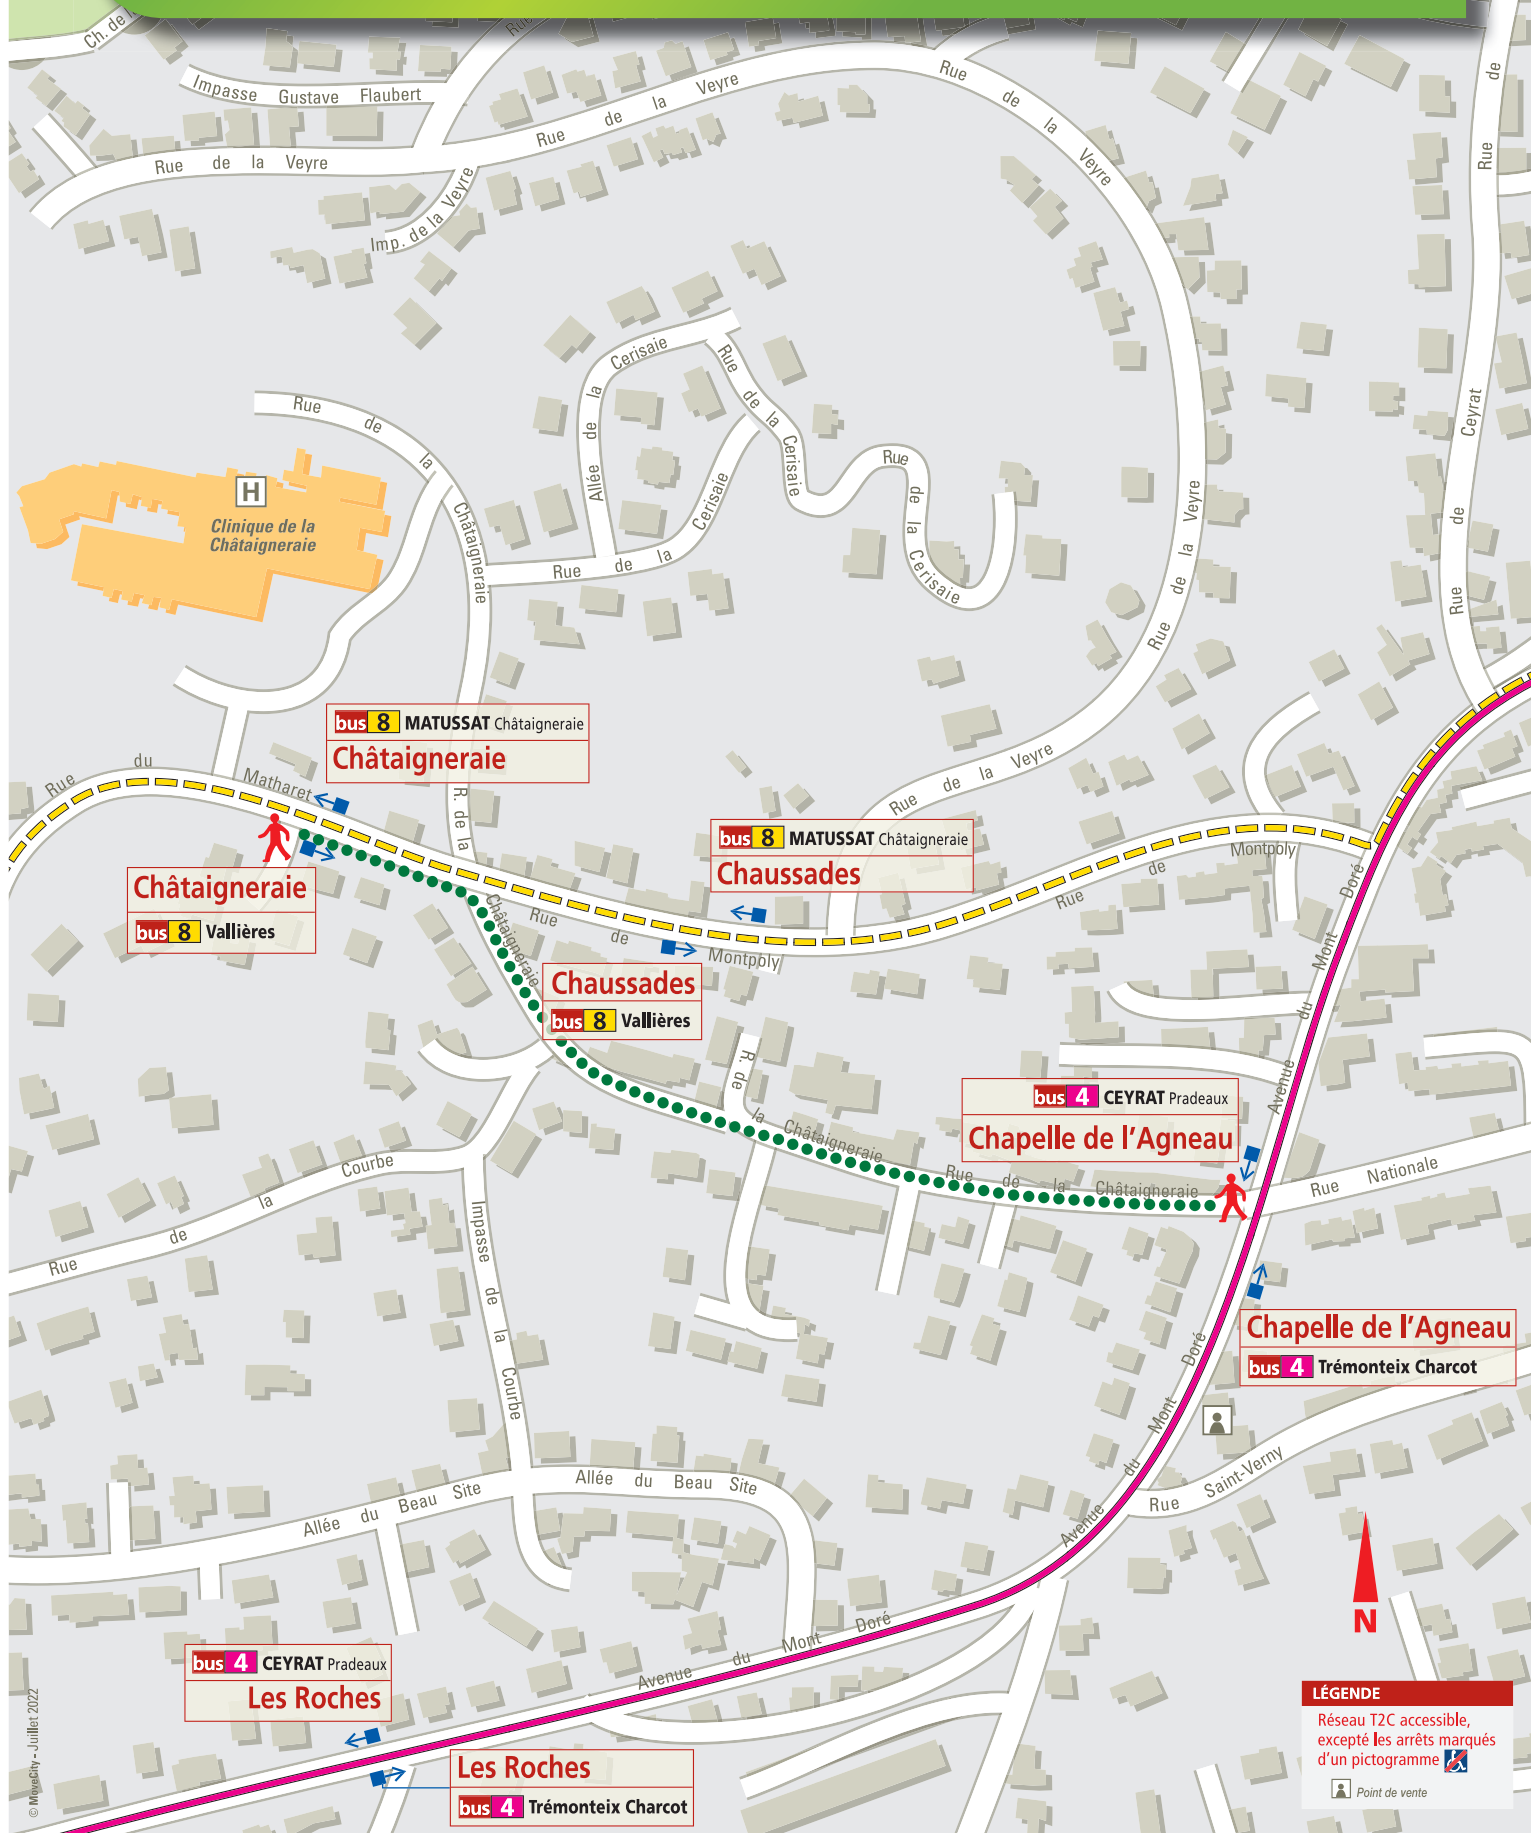 Ch. de la
Rue
Impasse Gustave Flaubert
Rue de la Veyre
Rue de la Veyre
Rue de la Veyre
Imp. de la Veyre
Rue de
Rue de Ceyrat
Allée de la Cerisaie
Rue de la Cerisaie
Rue de la Cerisaie
Rue de la Cerisaie
Rue de la Châtaigneraie
H
Clinique de la
Châtaigneraie
Rue de la Veyre
Rue de la Veyre
bus 8 MATUSSAT Châtaigneraie
Châtaigneraie
Rue du Matharet
R. de la Châtaigneraie
bus 8 MATUSSAT Châtaigneraie
Chaussades
Châtaigneraie
bus 8 Vallières
Rue de Montpoly
Rue de Montpoly
Chaussades
bus 8 Vallières
R. de la Châtaigneraie
Avenue du Mont Doré
bus 4 CEYRAT Pradeaux
Chapelle de l'Agneau
Rue de la Châtaigneraie
Rue Nationale
Rue de la Courbe
Impasse de la Courbe
Chapelle de l'Agneau
bus 4 Trémonteix Charcot
Avenue du Mont Doré
Rue Saint-Verny
Allée du Beau Site
Allée du Beau Site
N
Avenue du Mont Doré
bus 4 CEYRAT Pradeaux
Les Roches
Les Roches
bus 4 Trémonteix Charcot
LÉGENDE
Réseau T2C accessible,
excepté les arrêts marqués
d'un pictogramme
Point de vente
© MoveCity - Juillet 2022